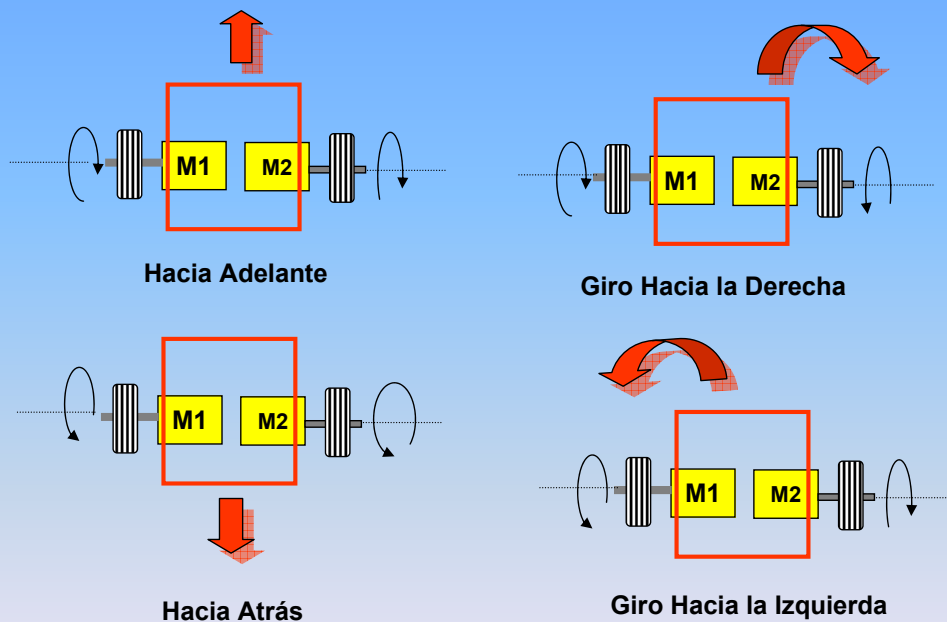 M1 M2
Hacia Adelante
M1 M2
Giro Hacia la Derecha
M1 M2
Hacia Atrás
M1 M2
Giro Hacia la Izquierda